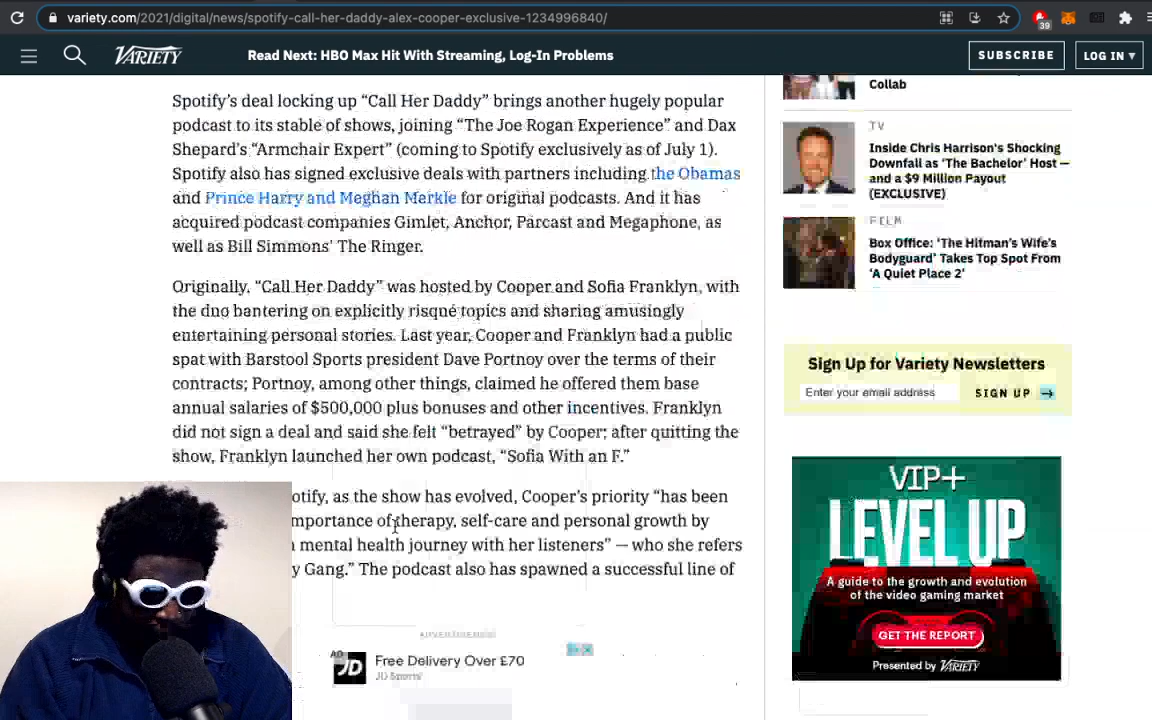 variety.com/2021/digital/news/spotify-call-her-daddy-alex-cooper-exclusive-1234996840/
39
VARIETY
Read Next: HBO Max Hit With Streaming, Log-In Problems
SUBSCRIBE
LOG IN ▾
Spotify’s deal locking up “Call Her Daddy” brings another hugely popular
podcast to its stable of shows, joining “The Joe Rogan Experience” and Dax
Shepard’s “Armchair Expert” (coming to Spotify exclusively as of July 1).
Spotify also has signed exclusive deals with partners including the Obamas
and Prince Harry and Meghan Markle for original podcasts. And it has
acquired podcast companies Gimlet, Anchor, Parcast and Megaphone, as
well as Bill Simmons’ The Ringer.
Originally, “Call Her Daddy” was hosted by Cooper and Sofia Franklyn, with
the duo bantering on explicitly risqué topics and sharing amusingly
entertaining personal stories. Last year, Cooper and Franklyn had a public
spat with Barstool Sports president Dave Portnoy over the terms of their
contracts; Portnoy, among other things, claimed he offered them base
annual salaries of $500,000 plus bonuses and other incentives. Franklyn
did not sign a deal and said she felt “betrayed” by Cooper; after quitting the
show, Franklyn launched her own podcast, “Sofia With an F.”
otify, as the show has evolved, Cooper’s priority “has been
mportance of therapy, self-care and personal growth by
mental health journey with her listeners” — who she refers
y Gang.” The podcast also has spawned a successful line of
ADVERTISEMENT
AD
JD
Free Delivery Over £70
JD Sports
Collab
TV
Inside Chris Harrison’s Shocking
Downfall as ‘The Bachelor’ Host —
and a $9 Million Payout
(EXCLUSIVE)
FILM
Box Office: ‘The Hitman’s Wife’s
Bodyguard’ Takes Top Spot From
‘A Quiet Place 2’
Sign Up for Variety Newsletters
Enter your email address
SIGN UP →
VIP+
LEVEL UP
A guide to the growth and evolution
of the video gaming market
GET THE REPORT
Presented by VARIETY